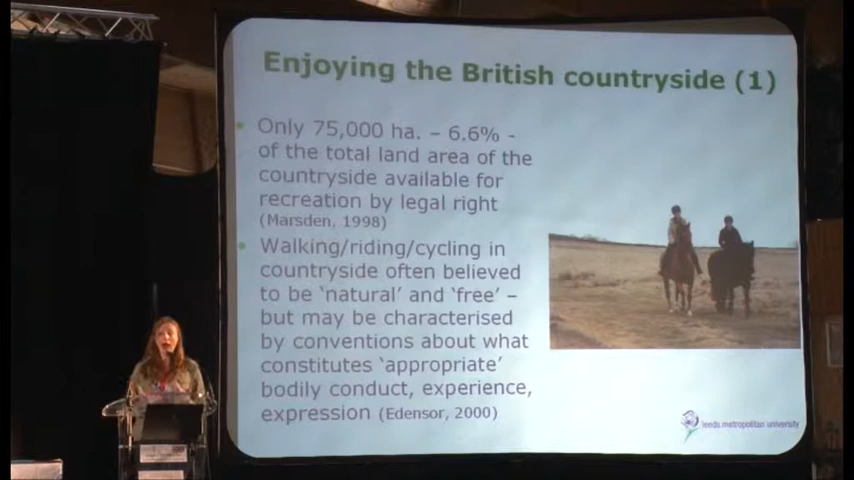 Enjoying the British countryside (1)
Only 75,000 ha. – 6.6% -
of the total land area of the
countryside available for
recreation by legal right
(Marsden, 1998)
Walking/riding/cycling in
countryside often believed
to be ‘natural’ and ‘free’ –
but may be characterised
by conventions about what
constitutes ‘appropriate’
bodily conduct, experience,
expression (Edensor, 2000)
leeds metropolitan university